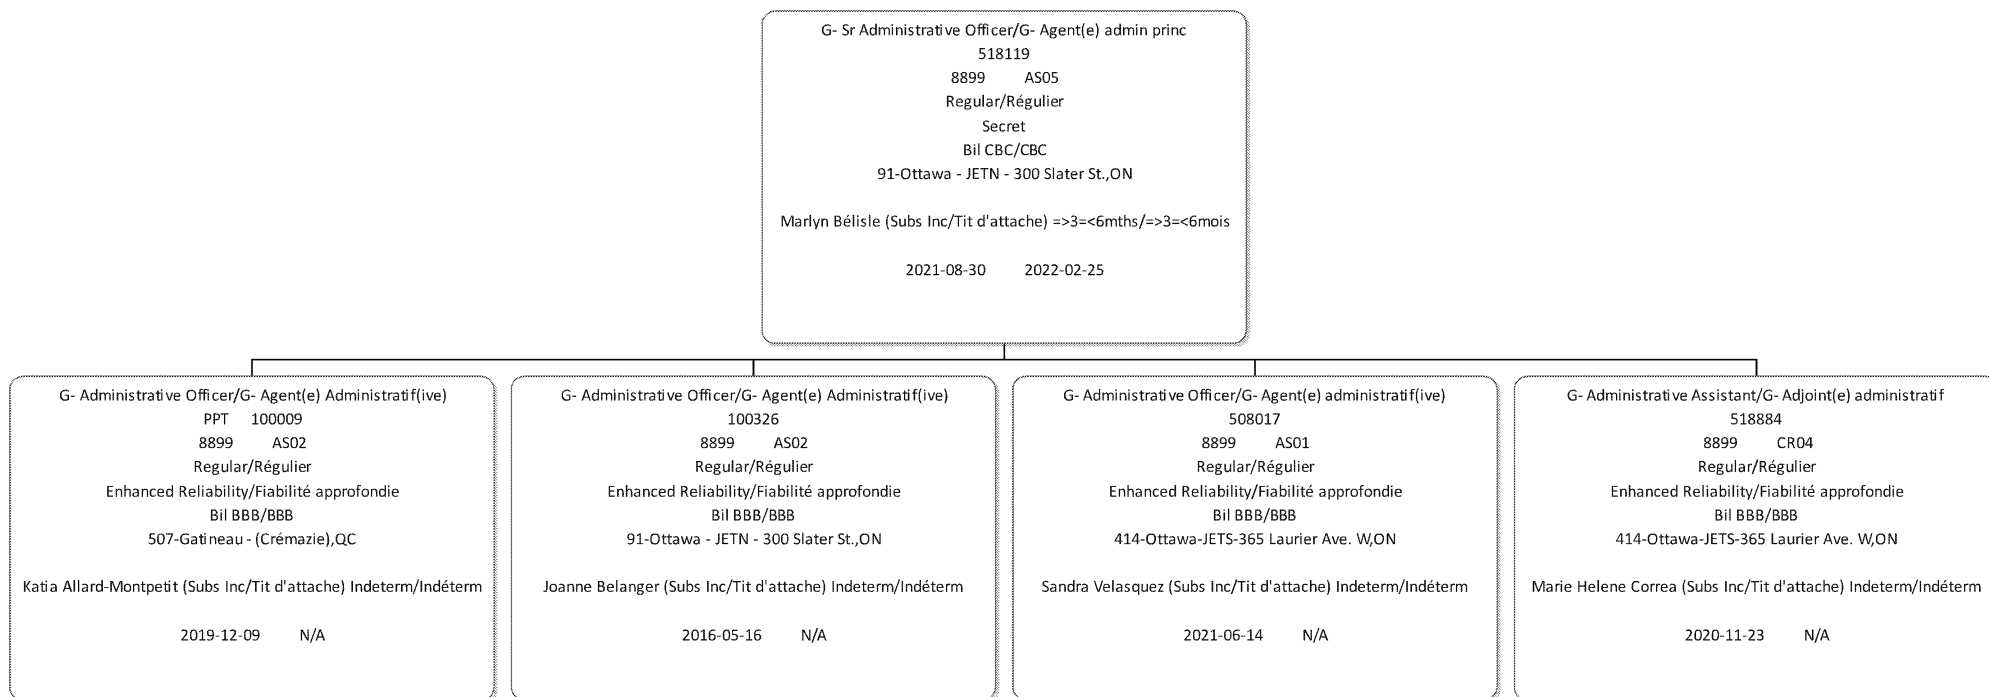 G- Sr Administrative Officer/G- Agent(e) admin princ
518119
8899 AS05
Regular/Régulier
Secret
Bil CBC/CBC
91-Ottawa - JETN - 300 Slater St.,ON
Marlyn Bélisle (Subs Inc/Tit d'attache) =>3=<6mths/=>3=<6mois
2021-08-30 2022-02-25
G- Administrative Officer/G- Agent(e) Administratif(ive)
PPT 100009
8899 AS02
Regular/Régulier
Enhanced Reliability/Fiabilité approfondie
Bil BBB/BBB
507-Gatineau - (Crémazie),QC
Katia Allard-Montpetit (Subs Inc/Tit d'attache) Indeterm/Indéterm
2019-12-09 N/A
G- Administrative Officer/G- Agent(e) Administratif(ive)
100326
8899 AS02
Regular/Régulier
Enhanced Reliability/Fiabilité approfondie
Bil BBB/BBB
91-Ottawa - JETN - 300 Slater St.,ON
Joanne Belanger (Subs Inc/Tit d'attache) Indeterm/Indéterm
2016-05-16 N/A
G- Administrative Officer/G- Agent(e) administratif(ive)
508017
8899 AS01
Regular/Régulier
Enhanced Reliability/Fiabilité approfondie
Bil BBB/BBB
414-Ottawa-JETS-365 Laurier Ave. W,ON
Sandra Velasquez (Subs Inc/Tit d'attache) Indeterm/Indéterm
2021-06-14 N/A
G- Administrative Assistant/G- Adjoint(e) administratif
518884
8899 CR04
Regular/Régulier
Enhanced Reliability/Fiabilité approfondie
Bil BBB/BBB
414-Ottawa-JETS-365 Laurier Ave. W,ON
Marie Helene Correa (Subs Inc/Tit d'attache) Indeterm/Indéterm
2020-11-23 N/A